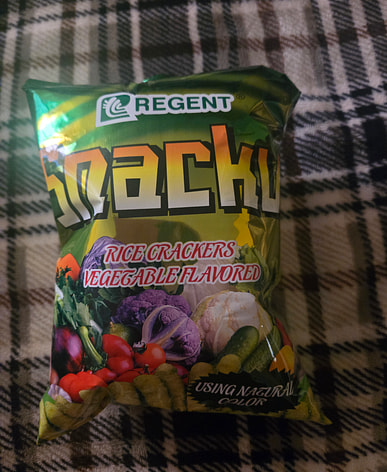 REGENT
Snacku
RICE CRACKERS
VEGETABLE FLAVORED
USING NATURAL
COLOR